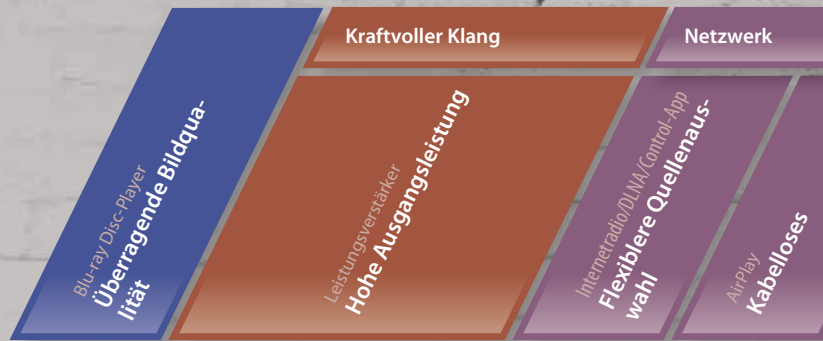 Kraftvoller Klang
Netzwerk
Blu-ray Disc-Player
Überragende Bildqua-
lität
Leistungsverstärker
Hohe Ausgangsleistung
Internetradio/DLNA/Control-App
Flexiblere Quellenaus-
wahl
AirPlay
Kabelloses